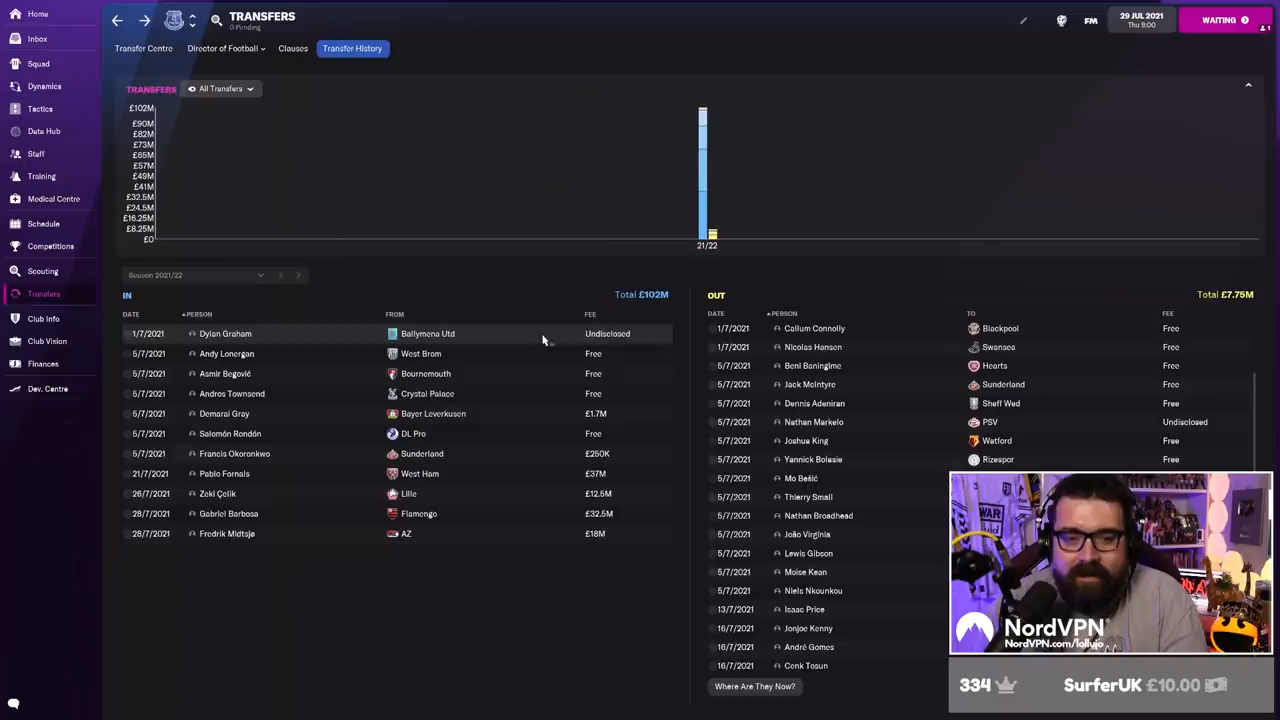 Home
Inbox
Squad
Dynamics
Tactics
Data Hub
Staff
Training
Medical Centre
Schedule
Competitions
Scouting
Transfers
Club Info
Club Vision
Finances
Dev. Centre
TRANSFERS
0 Pending
FM
29 JUL 2021
Thu 9:00
WAITING
1
Transfer Centre Director of Football Clauses Transfer History
TRANSFERS All Transfers
£102M
£90M
£82M
£73M
£65M
£57M
£49M
£41M
£32.5M
£24.5M
£16.25M
£8.25M
£0
21/22
Season 2021/22
IN Total £102M
DATE PERSON FROM FEE
1/7/2021 Dylan Graham Ballymena Utd Undisclosed
5/7/2021 Andy Lonergan West Brom Free
5/7/2021 Asmir Begović Bournemouth Free
5/7/2021 Andros Townsend Crystal Palace Free
5/7/2021 Demarai Gray Bayer Leverkusen £1.7M
5/7/2021 Salomón Rondón DL Pro Free
5/7/2021 Francis Okoronkwo Sunderland £250K
21/7/2021 Pablo Fornals West Ham £37M
26/7/2021 Zeki Çelik Lille £12.5M
28/7/2021 Gabriel Barbosa Flamengo £32.5M
28/7/2021 Fredrik Midtsjø AZ £18M
OUT Total £7.75M
DATE PERSON TO FEE
1/7/2021 Callum Connolly Blackpool Free
1/7/2021 Nicolas Hansen Swansea Free
5/7/2021 Beni Baningime Hearts Free
5/7/2021 Jack McIntyre Sunderland Free
5/7/2021 Dennis Adeniran Sheff Wed Free
5/7/2021 Nathan Markelo PSV Undisclosed
5/7/2021 Joshua King Watford Free
5/7/2021 Yannick Bolasie Rizespor Free
5/7/2021 Mo Bešić
5/7/2021 Thierry Small
5/7/2021 Nathan Broadhead
5/7/2021 João Virgínia
5/7/2021 Lewis Gibson
5/7/2021 Moise Kean
5/7/2021 Niels Nkounkou
13/7/2021 Isaac Price
16/7/2021 Jonjoe Kenny
16/7/2021 André Gomes
16/7/2021 Cenk Tosun
Where Are They Now?
WAR
NordVPN
NordVPN.com/lollujo
334 SurferUK £10.00